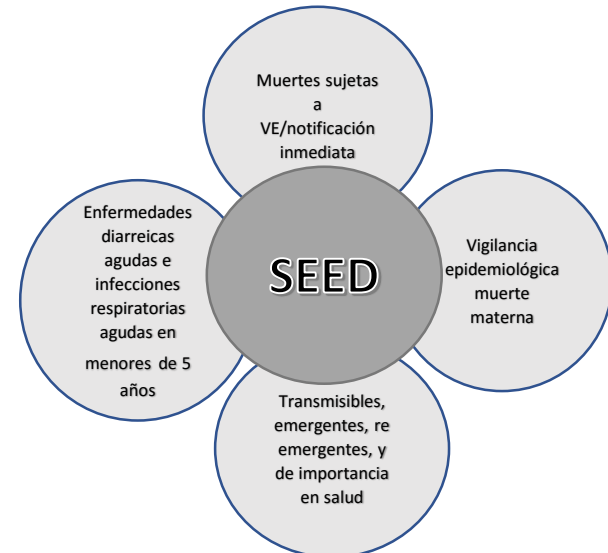 Muertes sujetas
a
VE/notificación
inmediata
Enfermedades
diarreicas
agudas e
infecciones
respiratorias
agudas en
menores de 5
años
SEED
Vigilancia
epidemiológica
muerte
materna
Transmisibles,
emergentes, re
emergentes, y
de importancia
en salud